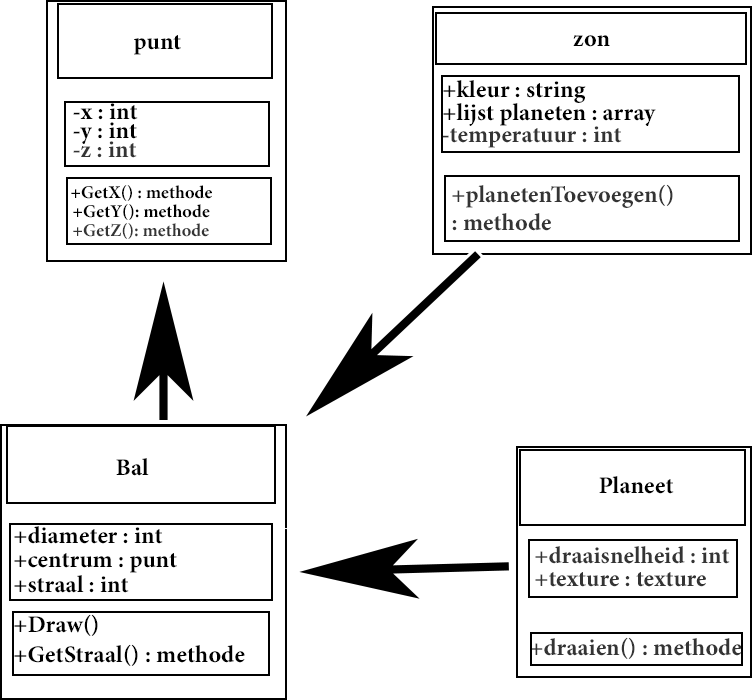 punt
-x : int
-y : int
-z : int
+GetX() : methode
+GetY(): methode
+GetZ(): methode
zon
+kleur : string
+lijst planeten : array
-temperatuur : int
+planetenToevoegen()
: methode
Bal
+diameter : int
+centrum : punt
+straal : int
+Draw()
+GetStraal() : methode
Planeet
+draaisnelheid : int
+texture : texture
+draaien() : methode